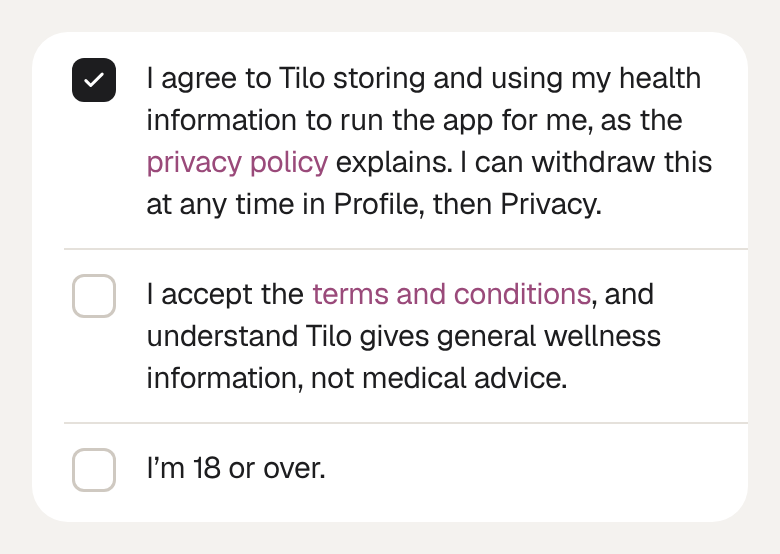 I agree to Tilo storing and using my health
information to run the app for me, as the
privacy policy explains. I can withdraw this
at any time in Profile, then Privacy.
I accept the terms and conditions, and
understand Tilo gives general wellness
information, not medical advice.
I’m 18 or over.